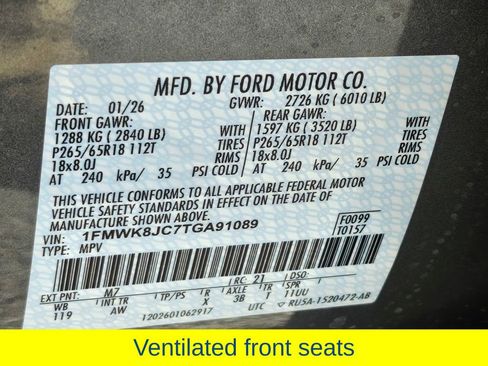 MFD. BY FORD MOTOR CO.
DATE: 01/26 GVWR: 2726 KG ( 6010 LB)
FRONT GAWR: REAR GAWR:
1288 KG ( 2840 LB) 1597 KG ( 3520 LB)
P265/65R18 112T TIRES P265/65R18 112T TIRES
18x8.0J RIMS 18x8.0J RIMS
AT 240 kPa/ 35 PSI COLD AT 240 kPa/ 35 PSI COLD
THIS VEHICLE CONFORMS TO ALL APPLICABLE FEDERAL MOTOR
VEHICLE SAFETY STANDARDS IN EFFECT ON THE DATE OF
MANUFACTURE SHOWN ABOVE.
VIN: 1FMWK8JC7TGA91089 F0099
TYPE: MPV T0157
EXT PNT: M7 RC: 21 DSO:
WB INT TR TP/PS R AXLE TR SPR
119 AW X 3B T 11UU
1202601062917 UTC RU5A-1520472-AB
Ventilated front seats